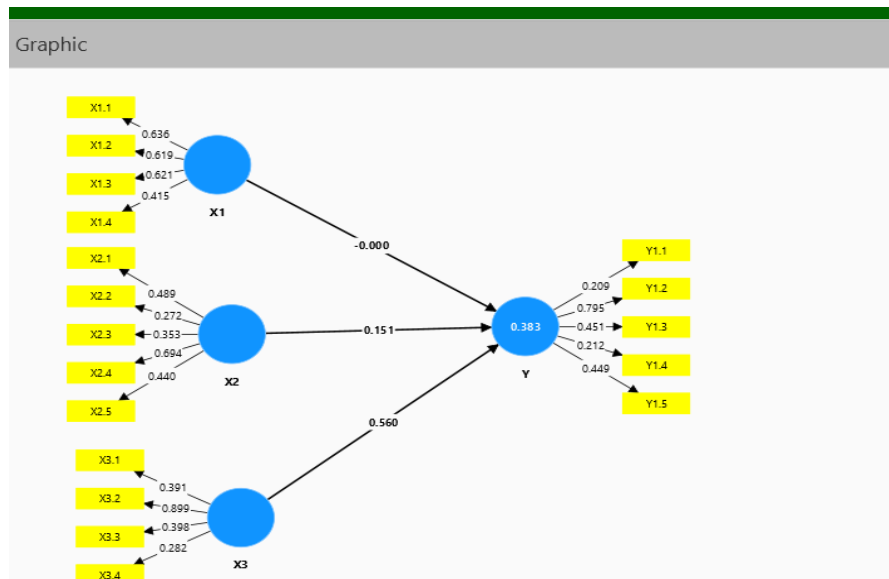 Graphic
X1.1
0.636
X1.2
0.619
X1.3
0.621
X1.4
0.415
X1
-0.000
X2.1
0.489
X2.2
0.272
X2.3
0.353
X2.4
0.694
X2.5
0.440
X2
0.151
X3.1
0.391
X3.2
0.899
X3.3
0.398
X3.4
0.282
X3
0.560
0.383
Y
Y1.1
0.209
Y1.2
0.795
Y1.3
0.451
Y1.4
0.212
Y1.5
0.449